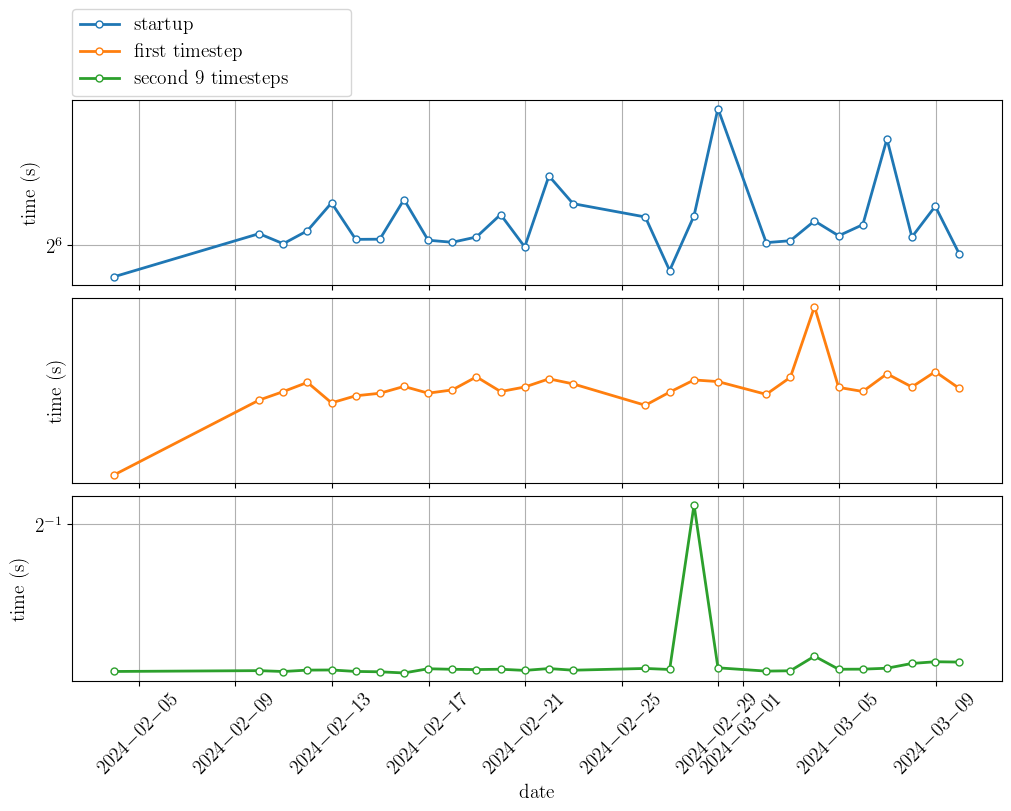 startup
first timestep
second 9 timesteps
time (s)
2⁶
time (s)
time (s)
2⁻¹
2024−02−05
2024−02−09
2024−02−13
2024−02−17
2024−02−21
2024−02−25
2024−02−29
2024−03−01
2024−03−05
2024−03−09
date